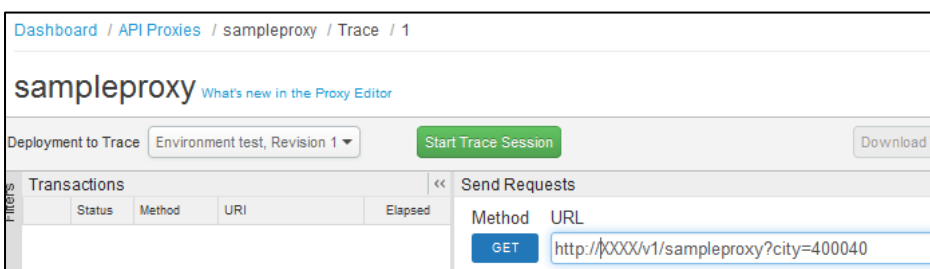 Dashboard / API Proxies / sampleproxy / Trace / 1
sampleproxy What's new in the Proxy Editor
Deployment to Trace Environment test, Revision 1 Start Trace Session Download
Filters
Transactions << Send Requests
Status Method URI Elapsed
Method URL
GET http://XXXX/v1/sampleproxy?city=400040